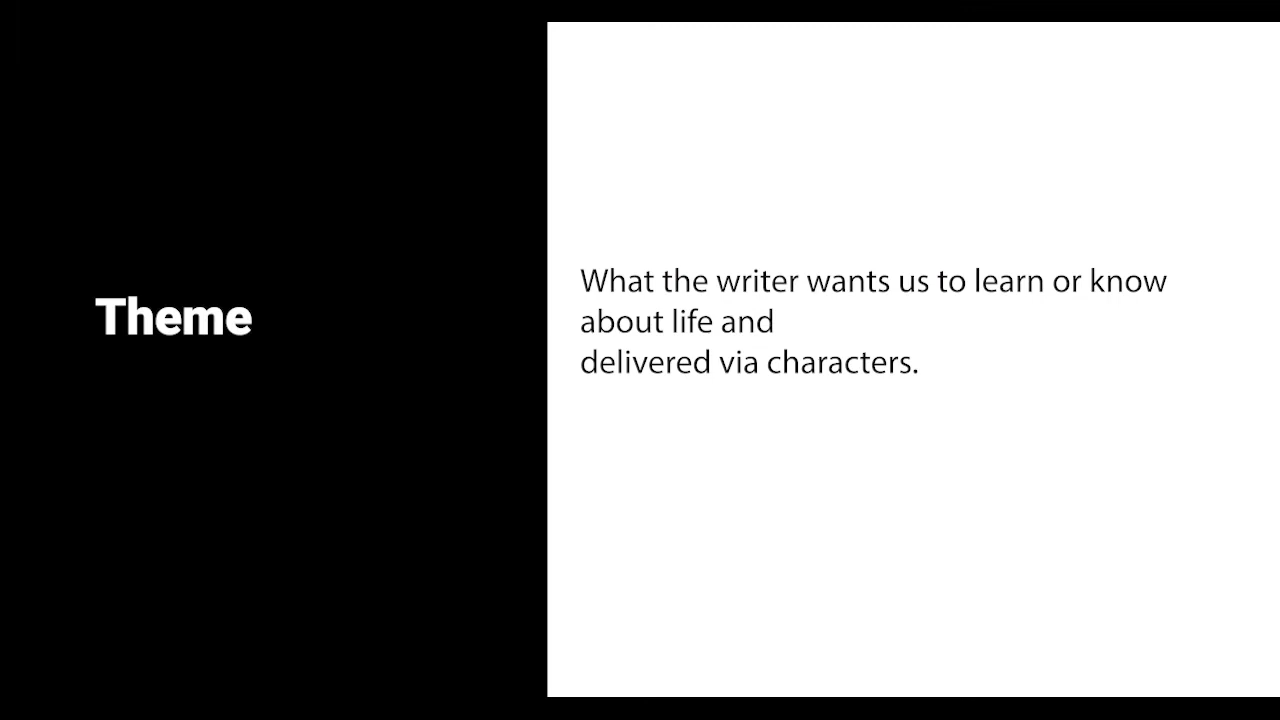 Theme
What the writer wants us to learn or know
about life and
delivered via characters.